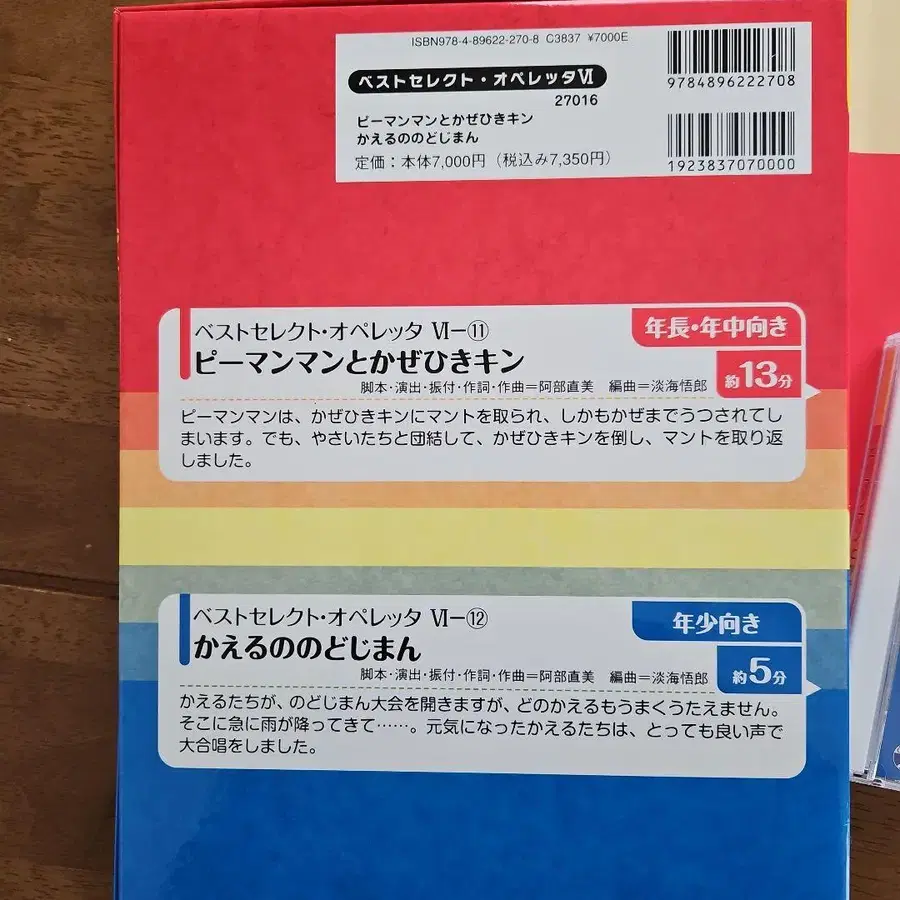 ISBN978-4-89622-270-8 C3837 ¥7000E
ベストセレクト・オペレッタⅥ
27016
ピーマンマンとかぜひきキン
かえるののどじまん
定価：本体7,000円（税込み7,350円）
9784896222708
1923837070000
ベストセレクト・オペレッタ Ⅵ－⑪
年長・年中向き
ピーマンマンとかぜひきキン
約13分
脚本・演出・振付・作詞・作曲＝阿部直美 編曲＝淡海悟郎
ピーマンマンは、かぜひきキンにマントを取られ、しかもかぜまでうつされてし
まいます。でも、やさいたちと団結して、かぜひきキンを倒し、マントを取り返
しました。
ベストセレクト・オペレッタ Ⅵ－⑫
年少向き
かえるののどじまん
約5分
脚本・演出・振付・作詞・作曲＝阿部直美 編曲＝淡海悟郎
かえるたちが、のどじまん大会を開きますが、どのかえるもうまくうたえません。
そこに急に雨が降ってきて……。元気になったかえるたちは、とっても良い声で
大合唱をしました。